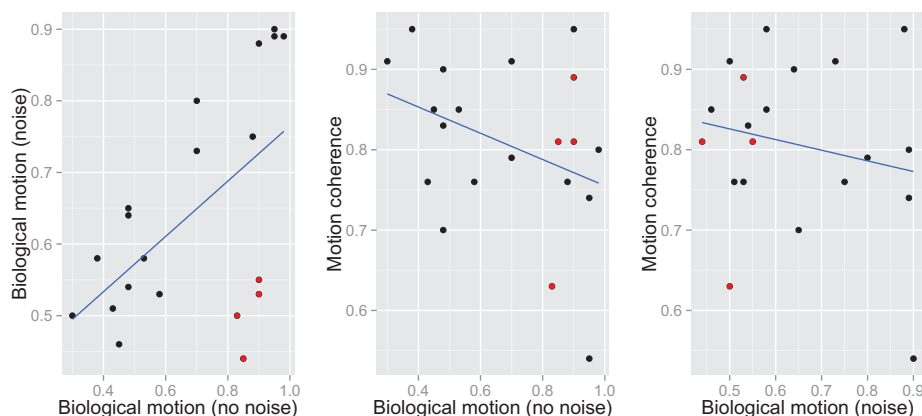 Biological motion (noise)
0.9
0.8
0.7
0.6
0.5
0.4 0.6 0.8 1.0
Biological motion (no noise)
Motion coherence
0.9
0.8
0.7
0.6
0.4 0.6 0.8 1.0
Biological motion (no noise)
Motion coherence
0.9
0.8
0.7
0.6
0.5 0.6 0.7 0.8 0.9
Biological motion (noise)